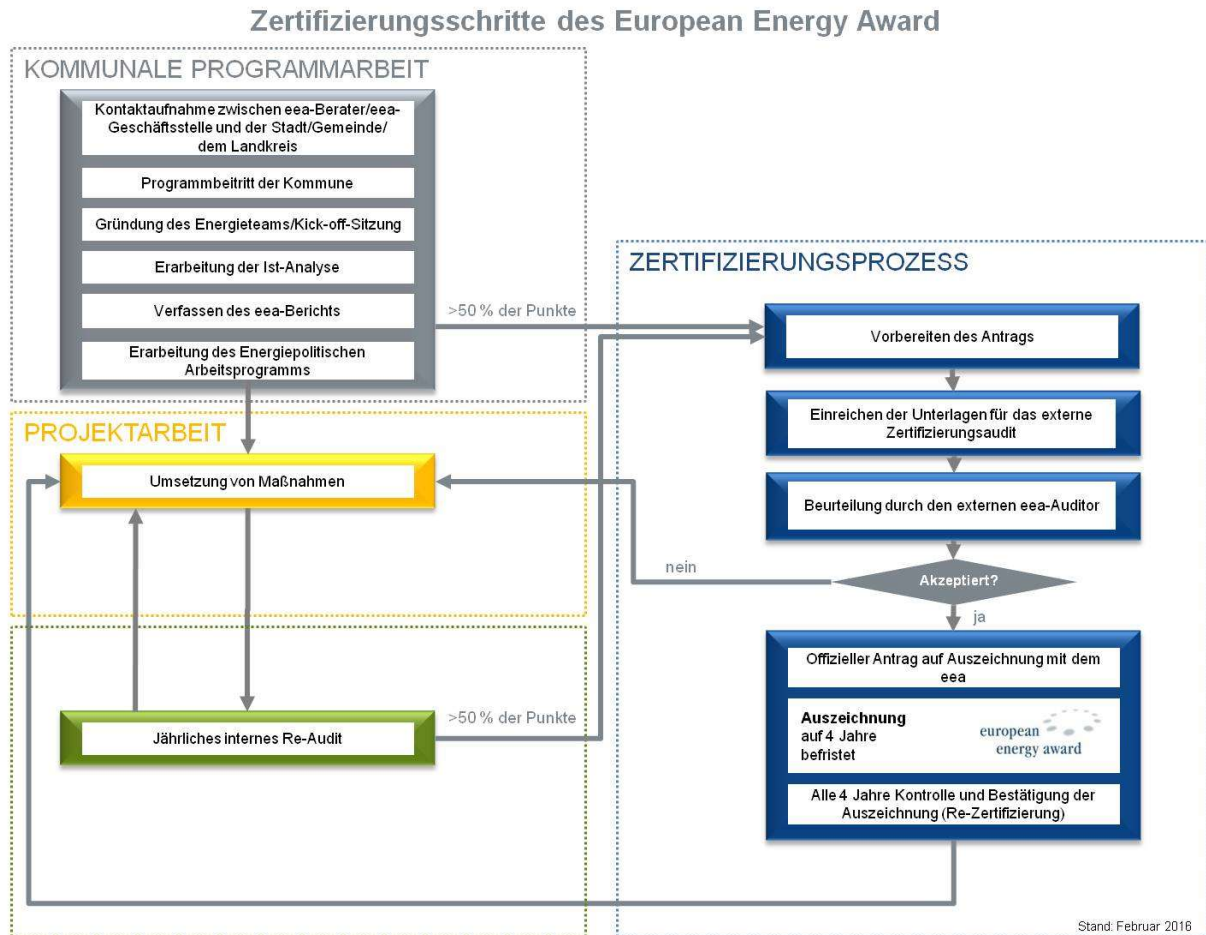 Zertifizierungsschritte des European Energy Award
KOMMUNALE PROGRAMMARBEIT
Kontaktaufnahme zwischen eea-Berater/eea-
Geschäftsstelle und der Stadt/Gemeinde/
dem Landkreis
Programmbeitritt der Kommune
Gründung des Energieteams/Kick-off-Sitzung
Erarbeitung der Ist-Analyse
Verfassen des eea-Berichts
Erarbeitung des Energiepolitischen
Arbeitsprogramms
>50 % der Punkte
PROJEKTARBEIT
Umsetzung von Maßnahmen
Jährliches internes Re-Audit
>50 % der Punkte
ZERTIFIZIERUNGSPROZESS
Vorbereiten des Antrags
Einreichen der Unterlagen für das externe
Zertifizierungsaudit
Beurteilung durch den externen eea-Auditor
Akzeptiert?
nein
ja
Offizieller Antrag auf Auszeichnung mit dem
eea
Auszeichnung
auf 4 Jahre
befristet
european
energy award
Alle 4 Jahre Kontrolle und Bestätigung der
Auszeichnung (Re-Zertifizierung)
Stand: Februar 2016